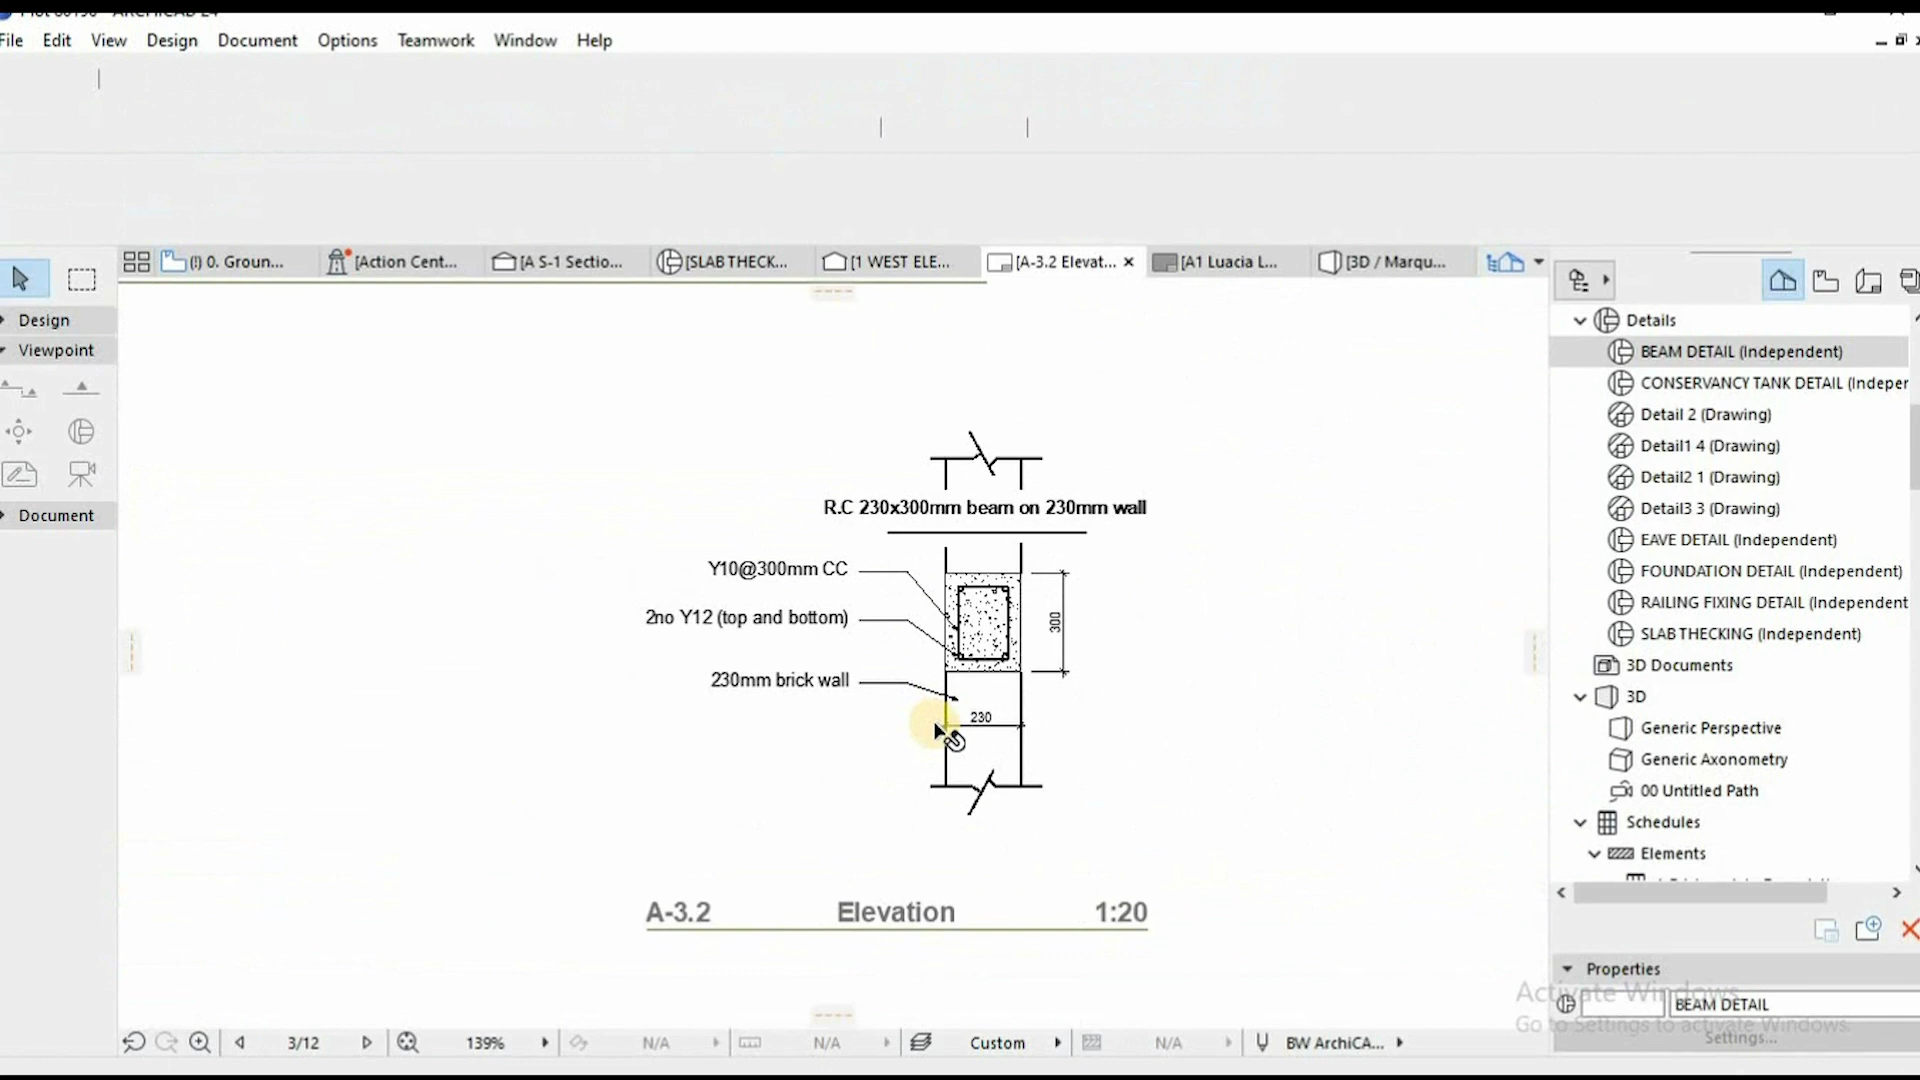 File Edit View Design Document Options Teamwork Window Help
(!) 0. Groun...
[Action Cent...
[A S-1 Sectio...
[SLAB THECK...
[1 WEST ELE...
[A-3.2 Elevat...
[A1 Luacia L...
[3D / Marqu...
Design
Viewpoint
Document
R.C 230x300mm beam on 230mm wall
Y10@300mm CC
2no Y12 (top and bottom)
230mm brick wall
300
230
A-3.2 Elevation 1:20
Details
BEAM DETAIL (Independent)
CONSERVANCY TANK DETAIL (Indeper
Detail 2 (Drawing)
Detail1 4 (Drawing)
Detail2 1 (Drawing)
Detail3 3 (Drawing)
EAVE DETAIL (Independent)
FOUNDATION DETAIL (Independent)
RAILING FIXING DETAIL (Independent
SLAB THECKING (Independent)
3D Documents
3D
Generic Perspective
Generic Axonometry
00 Untitled Path
Schedules
Elements
Properties
Activate Windows
BEAM DETAIL
Go to Settings to activate Windows.
Settings...
3/12
139%
N/A
N/A
Custom
N/A
BW ArchiCA...